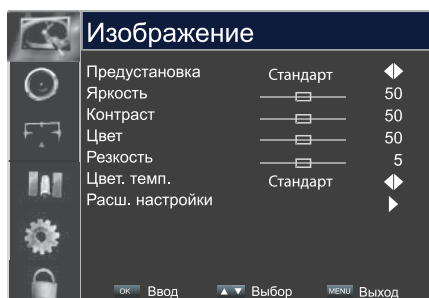 Изображение
Предустановка Стандарт
Яркость 50
Контраст 50
Цвет 50
Резкость 5
Цвет. темп. Стандарт
Расш. настройки
OK Ввод ▲ ▼ Выбор MENU Выход